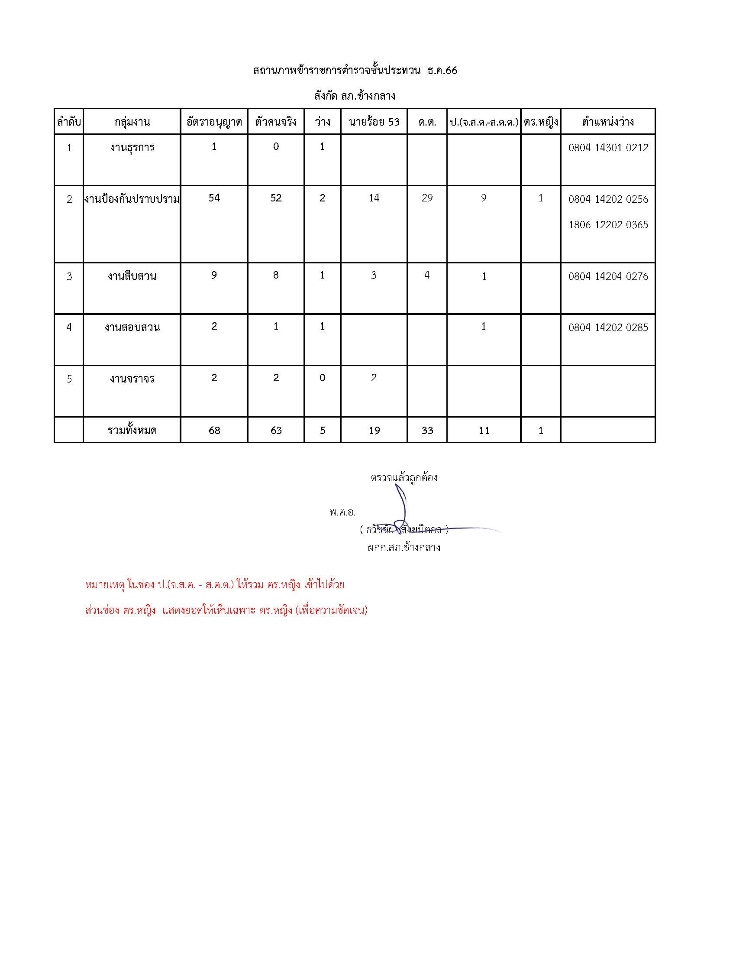 สถานภาพข้าราชการตำรวจชั้นประทวน ธ.ค.66
สังกัด สภ.ช้างกลาง
ลำดับ กลุ่มงาน อัตราอนุญาต ตัวคนจริง ว่าง นายร้อย 53 ด.ต. ป.(จ.ส.ต.-ส.ต.ต.) ตร.หญิง ตำแหน่งว่าง
1 งานธุรการ 1 0 1 0804 14301 0212
2 งานป้องกันปราบปราม 54 52 2 14 29 9 1 0804 14202 0256
1806 12202 0365
3 งานสืบสวน 9 8 1 3 4 1 0804 14204 0276
4 งานสอบสวน 2 1 1 1 0804 14202 0285
5 งานจราจร 2 2 0 2
รวมทั้งหมด 68 63 5 19 33 11 1
ตรวจแล้วถูกต้อง
พ.ต.อ.
ผกก.สภ.ช้างกลาง
หมายเหตุ ในช่อง ป.(จ.ส.ต. - ส.ต.ต.) ให้รวม ตร.หญิง เข้าไปด้วย
ส่วนช่อง ตร.หญิง แสดงยอดให้เห็นเฉพาะ ตร.หญิง (เพื่อความชัดเจน)